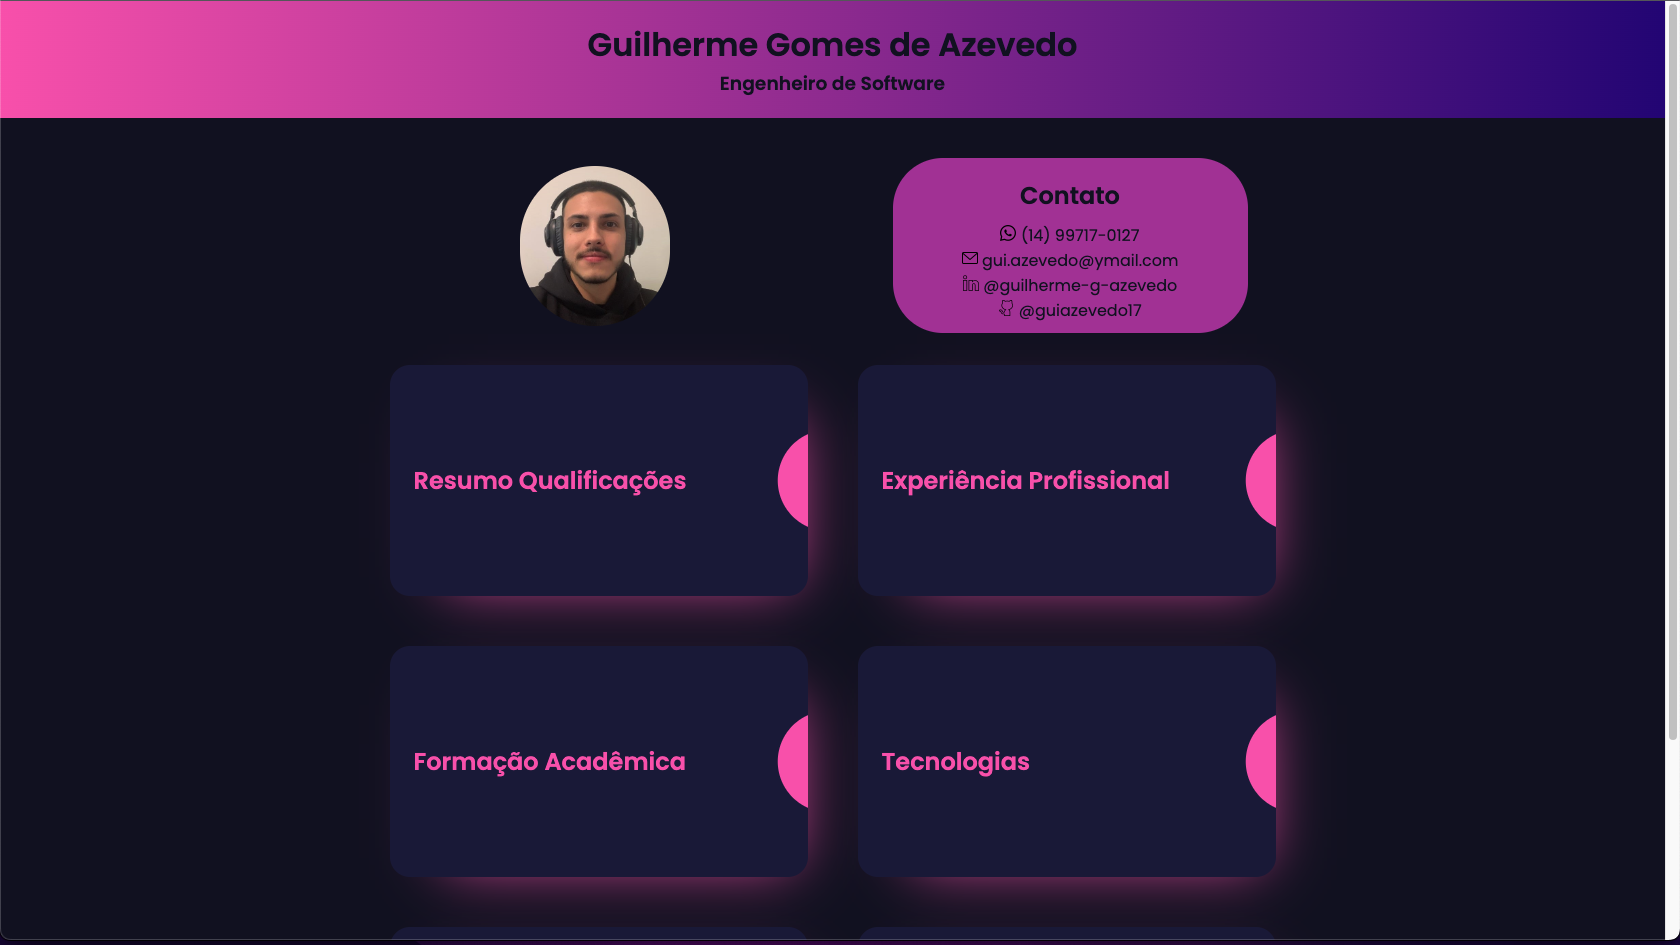 Guilherme Gomes de Azevedo
Engenheiro de Software
Contato
(14) 99717-0127
gui.azevedo@ymail.com
@guilherme-g-azevedo
@guiazevedo17
Resumo Qualificações
Experiência Profissional
Formação Acadêmica
Tecnologias